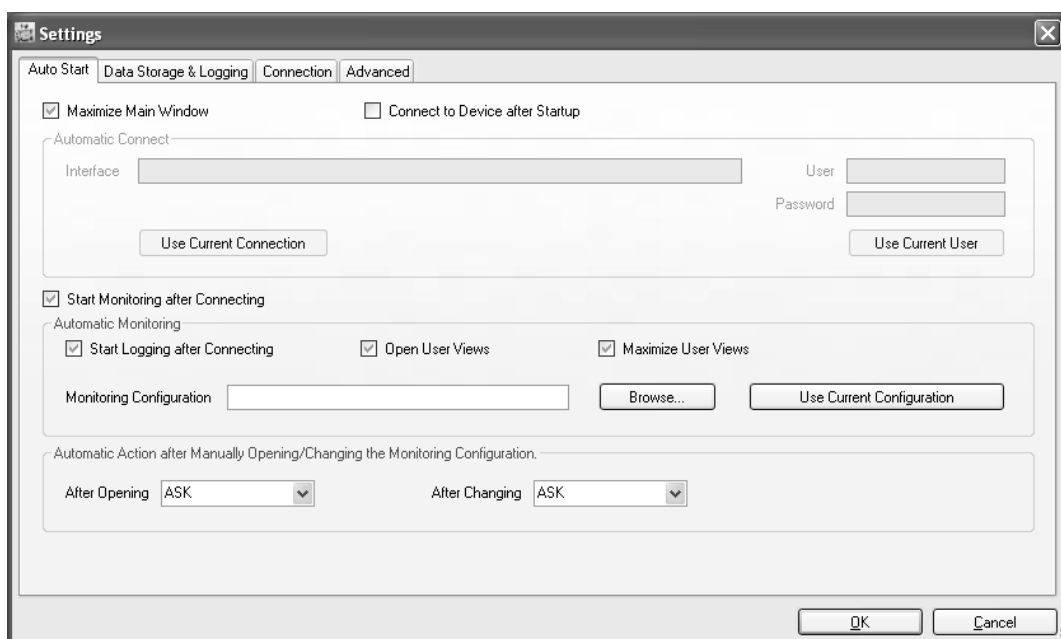 Settings
Auto Start Data Storage & Logging Connection Advanced
Maximize Main Window Connect to Device after Startup
Automatic Connect
Interface User
Password
Use Current Connection Use Current User
Start Monitoring after Connecting
Automatic Monitoring
Start Logging after Connecting Open User Views Maximize User Views
Monitoring Configuration Browse... Use Current Configuration
Automatic Action after Manually Opening/Changing the Monitoring Configuration.
After Opening ASK After Changing ASK
OK Cancel